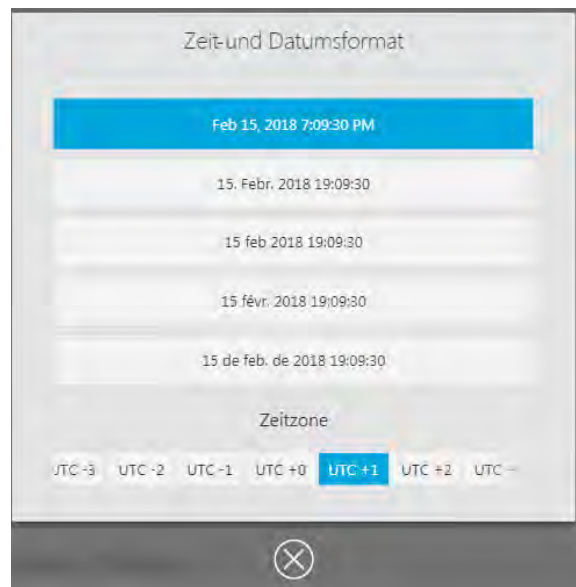 Zeit-und Datumsformat
Feb 15, 2018 7:09:30 PM
15. Febr. 2018 19:09:30
15 feb 2018 19:09:30
15 févr. 2018 19:09:30
15 de feb. de 2018 19:09:30
Zeitzone
UTC -3 UTC -2 UTC -1 UTC +0 UTC +1 UTC +2 UTC